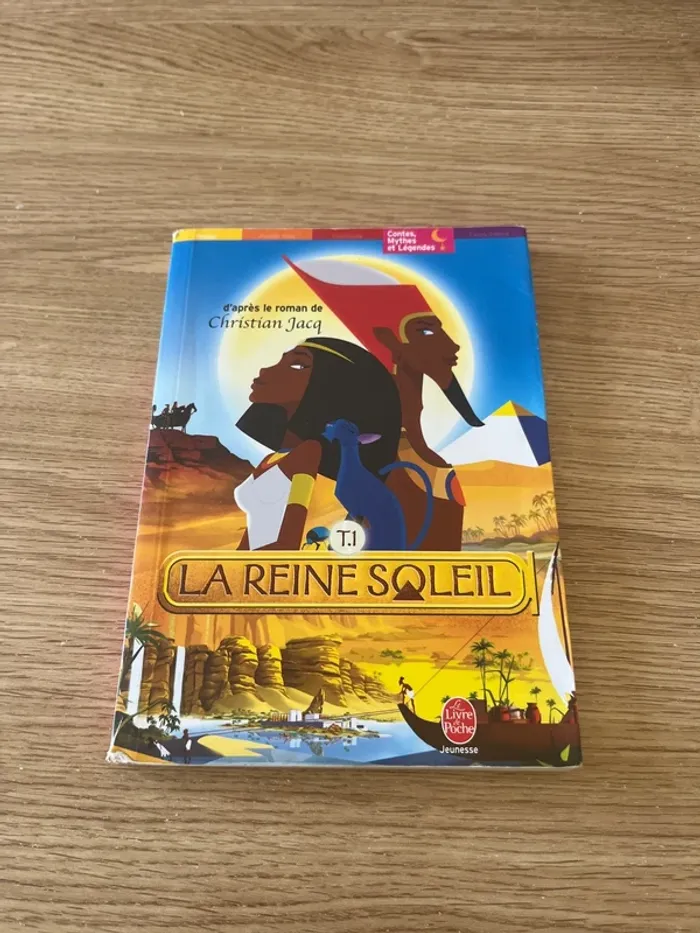 Contes,
Mythes
et Légendes
d'après le roman de
Christian Jacq
T.1
LA REINE SOLEIL
Le
Livre
de
Poche
Jeunesse